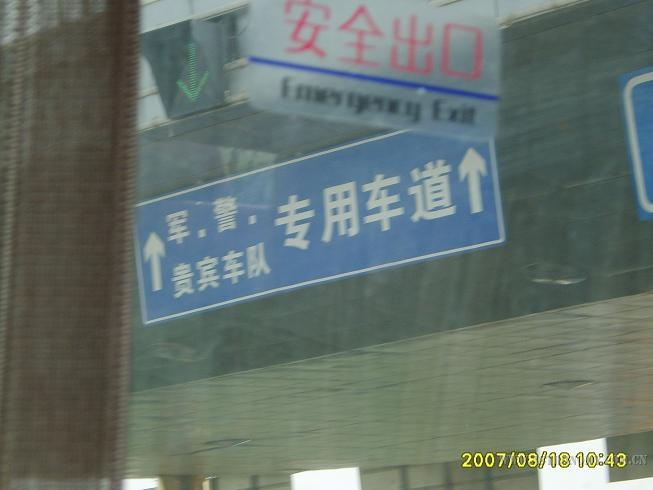 安全出口
Emergency Exit
军.警.
贵宾车队
专用车道
2007/08/18 10:43